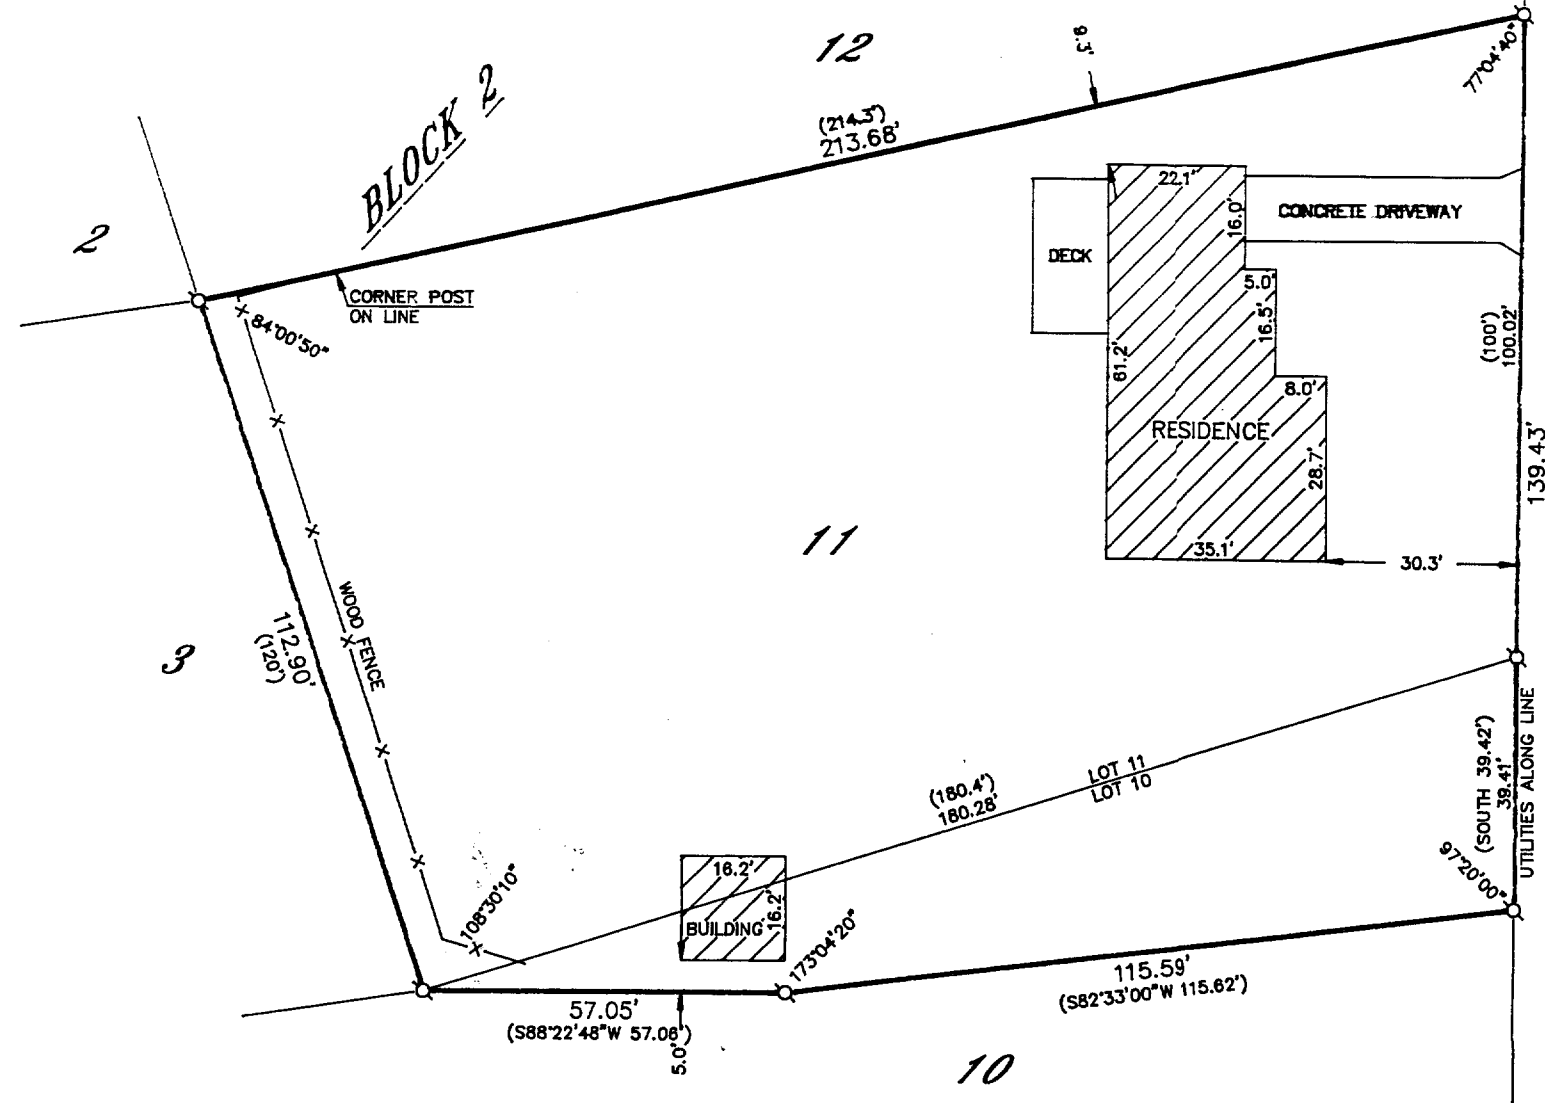 12
BLOCK 2
2
9.3'
77°04'40"
(214.3')
213.68'
22.1'
16.0'
CONCRETE DRIVEWAY
DECK
5.0'
16.5'
CORNER POST
ON LINE
84°00'50"
(100')
100.02'
61.2'
8.0'
RESIDENCE
28.7'
139.43'
35.1'
30.3'
11
WOOD FENCE
112.90'
(120')
3
(180.4')
180.28'
LOT 11
LOT 10
(SOUTH 39.42')
39.41'
UTILITIES ALONG LINE
97°20'00"
16.2'
16.2'
BUILDING
108°30'10"
173°04'20"
57.05'
(S88°22'48"W 57.06')
5.0'
115.59'
(S82°33'00"W 115.62')
10